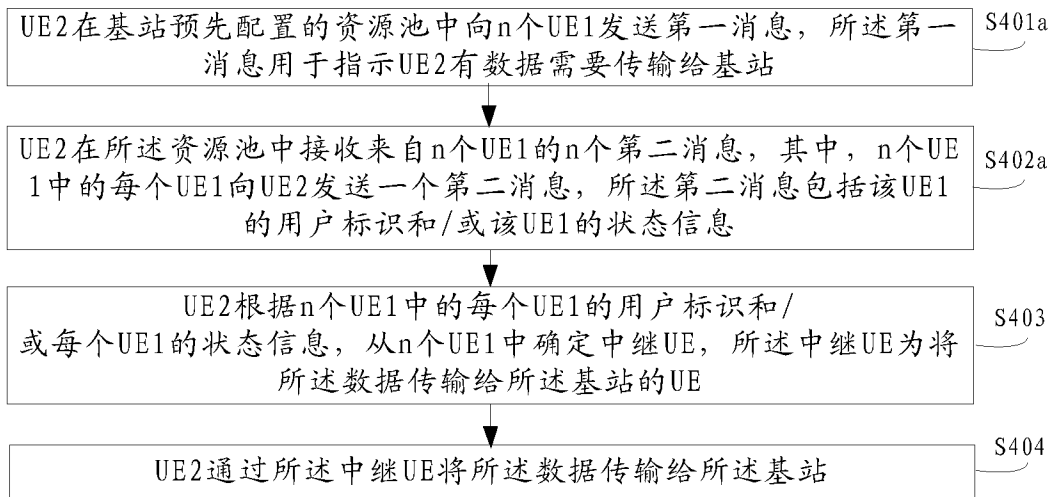 UE2在基站预先配置的资源池中向n个UE1发送第一消息，所述第一
消息用于指示UE2有数据需要传输给基站
S401a
UE2在所述资源池中接收来自n个UE1的n个第二消息，其中，n个UE
1中的每个UE1向UE2发送一个第二消息，所述第二消息包括该UE1
的用户标识和/或该UE1的状态信息
S402a
UE2根据n个UE1中的每个UE1的用户标识和/
或每个UE1的状态信息，从n个UE1中确定中继UE，所述中继UE为将
所述数据传输给所述基站的UE
S403
UE2通过所述中继UE将所述数据传输给所述基站
S404